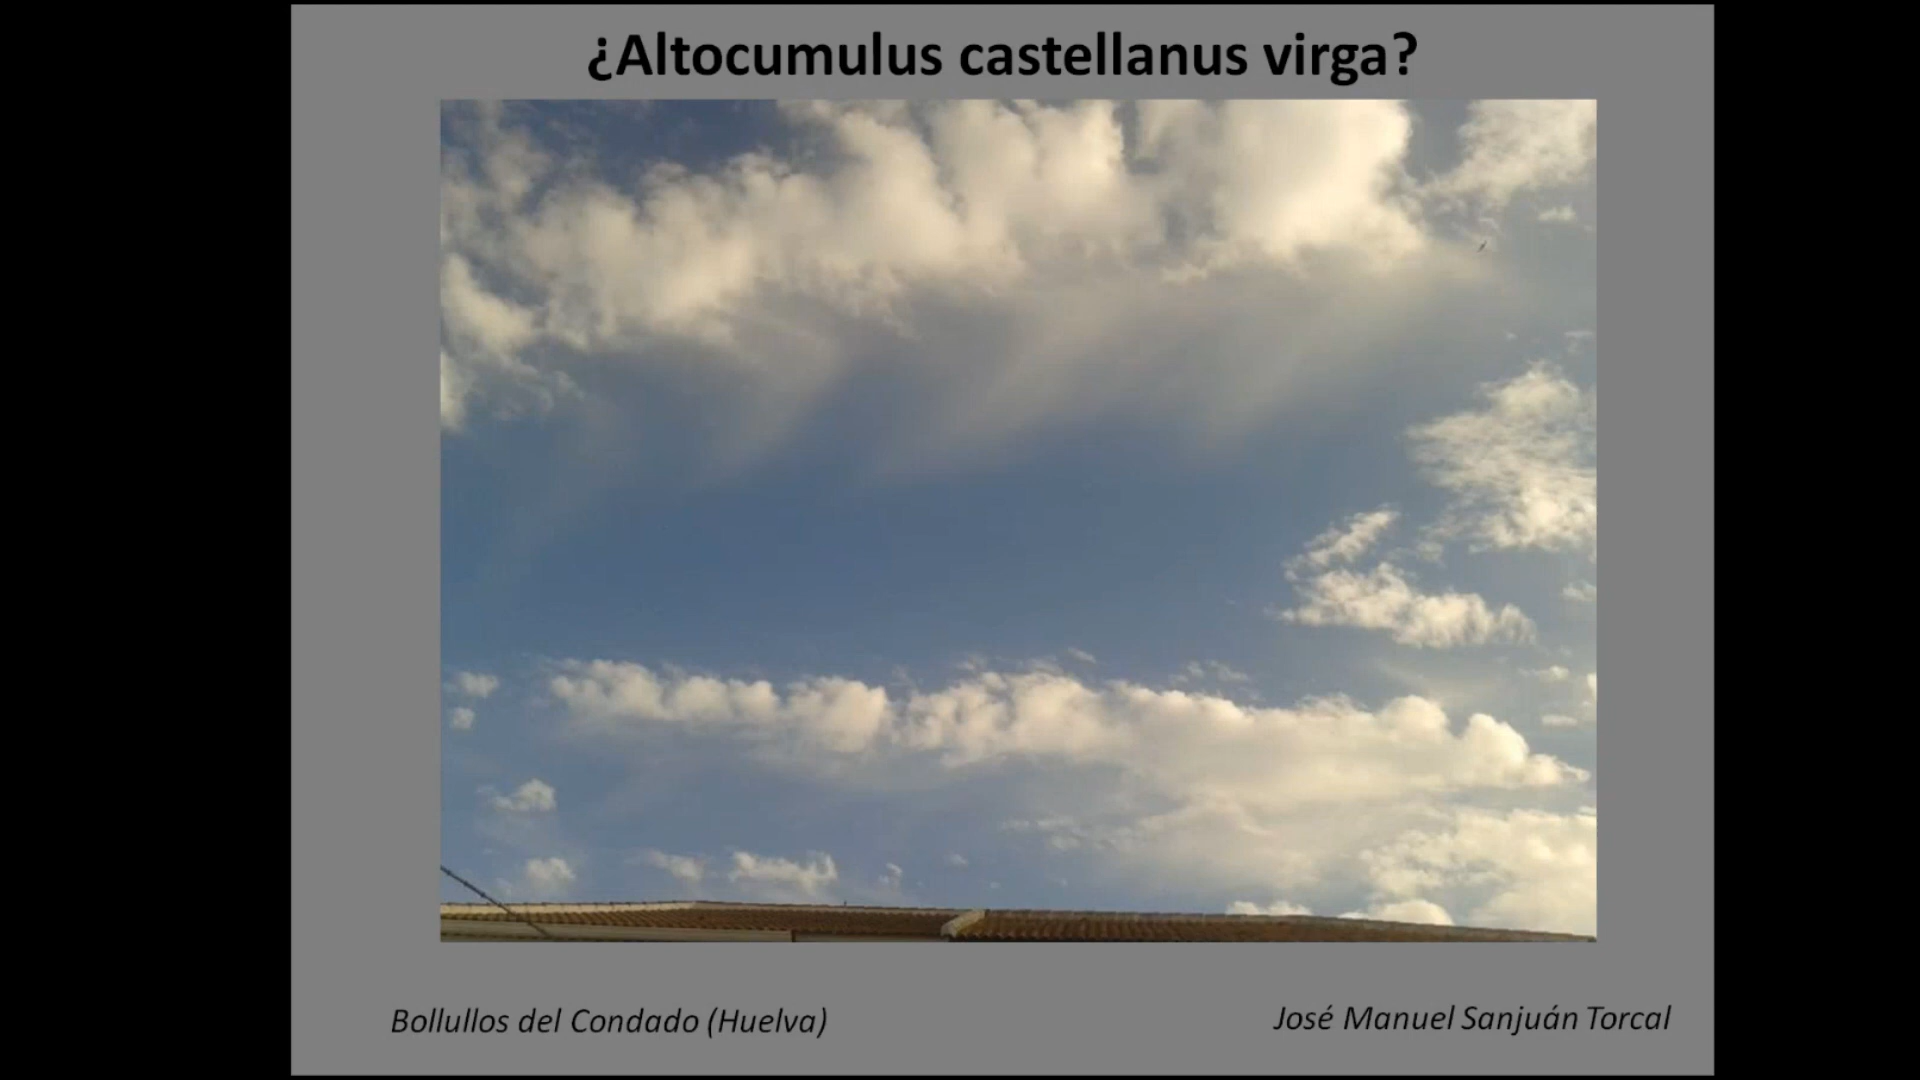 ¿Altocumulus castellanus virga?
Bollullos del Condado (Huelva)
José Manuel Sanjuán Torcal